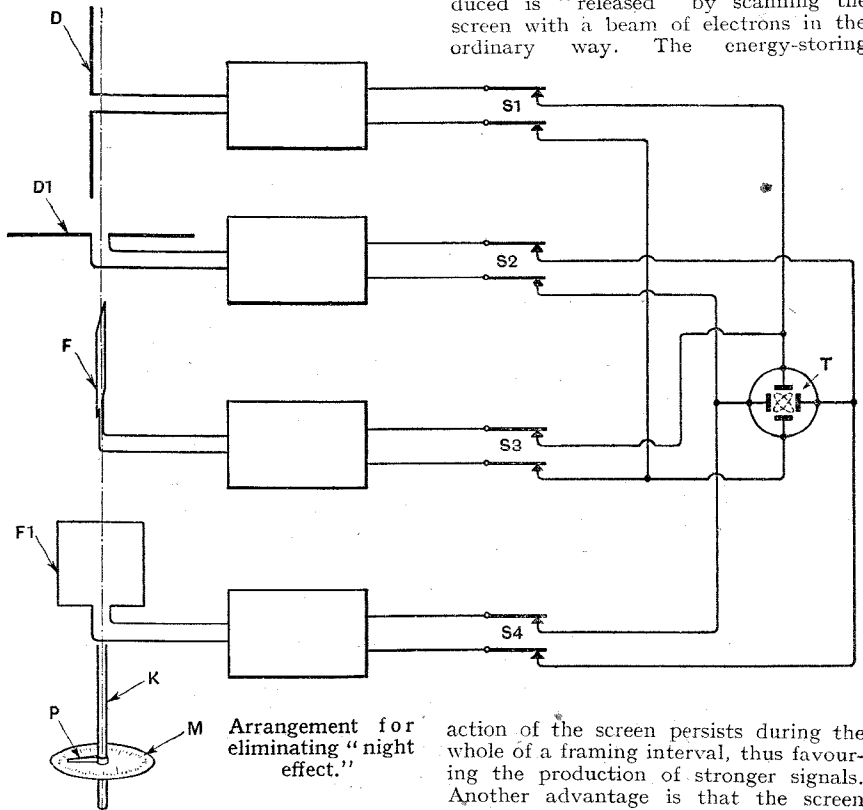 duced is "released" by scanning the
screen with a beam of electrons in the
ordinary way. The energy-storing
D
S1
D1
S2
F
T
S3
F1
S4
K
P
M
Arrangement for
eliminating "night
effect."
action of the screen persists during the
whole of a framing interval, thus favour-
ing the production of stronger signals.
Another advantage is that the screen